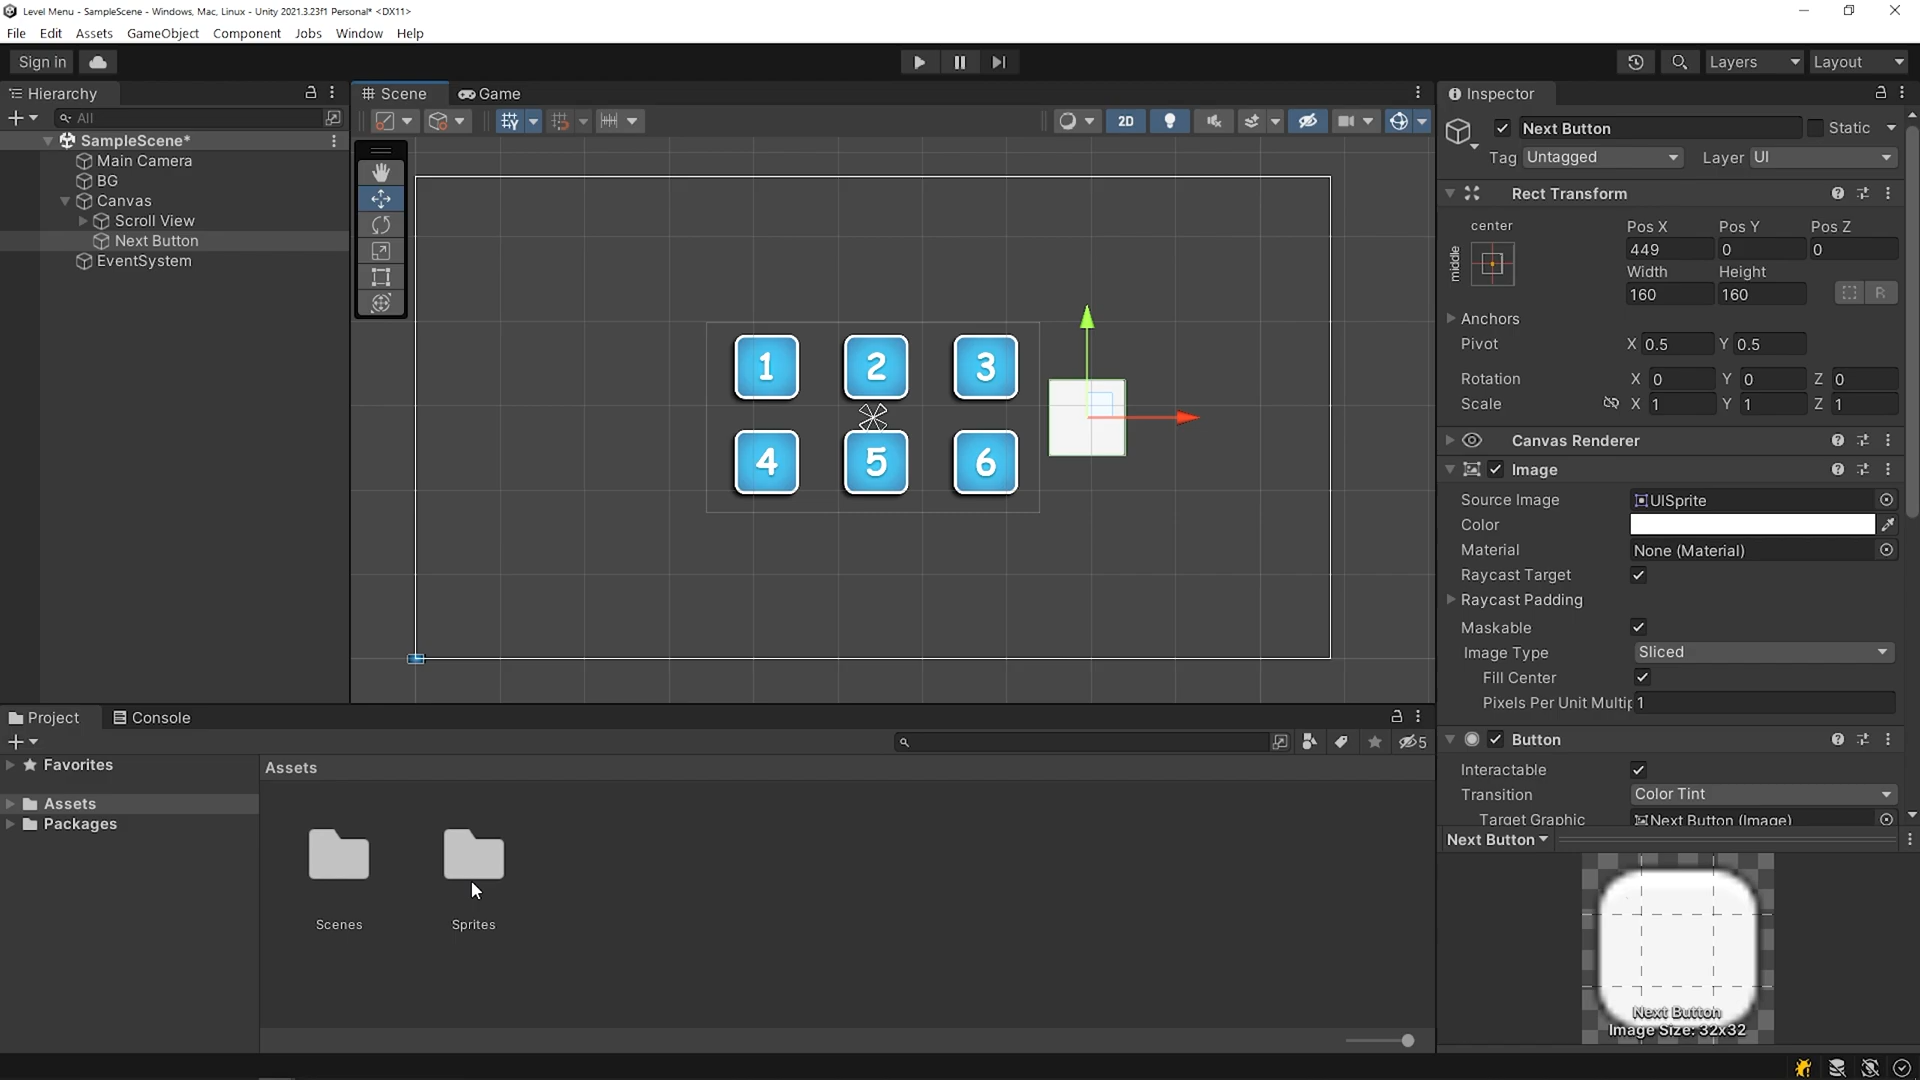 Level Menu - SampleScene - Windows, Mac, Linux - Unity 2021.3.23f1 Personal* <DX11>
File Edit Assets GameObject Component Jobs Window Help
Sign in
Layers
Layout
Hierarchy
All
SampleScene*
Main Camera
BG
Canvas
Scroll View
Next Button
EventSystem
Scene
Game
2D
1 2 3
4 5 6
Inspector
Next Button
Static
Tag Untagged Layer UI
Rect Transform
center
middle
Pos X Pos Y Pos Z
449 0 0
Width Height
160 160
R
Anchors
Pivot X 0.5 Y 0.5
Rotation X 0 Y 0 Z 0
Scale X 1 Y 1 Z 1
Canvas Renderer
Image
Source Image UISprite
Color
Material None (Material)
Raycast Target
Raycast Padding
Maskable
Image Type Sliced
Fill Center
Pixels Per Unit Multip 1
Button
Interactable
Transition Color Tint
Target Graphic Next Button (Image)
Next Button
Next Button
Image Size: 32x32
Project
Console
5
Favorites
Assets
Packages
Assets
Scenes
Sprites